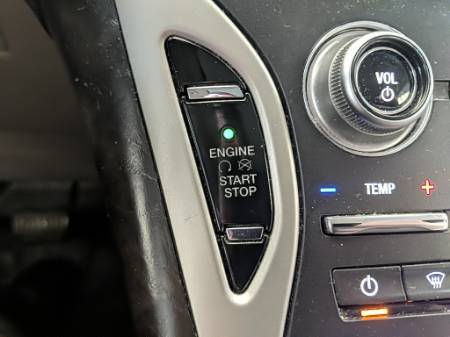 VOL
ENGINE
START
STOP
− TEMP +